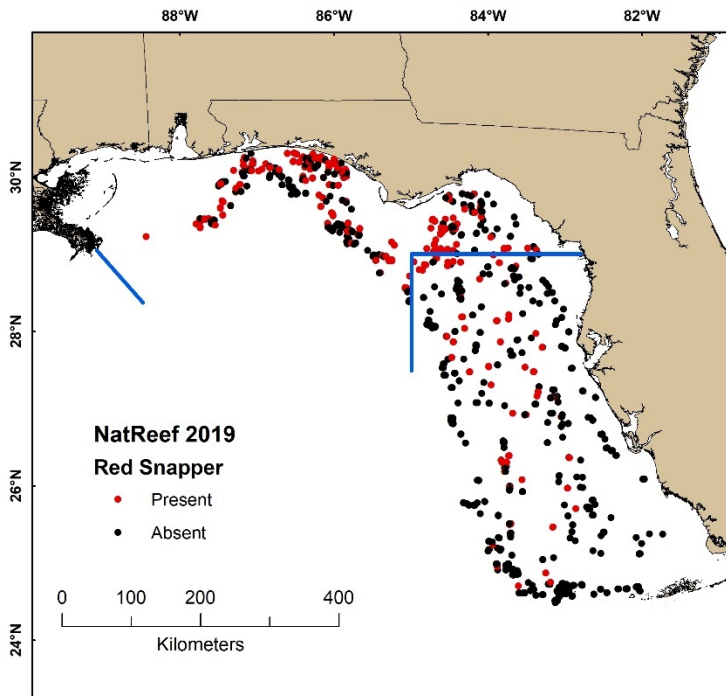 88°W 86°W 84°W 82°W
30°N
28°N
26°N
24°N
NatReef 2019
Red Snapper
Present
Absent
0 100 200 400
Kilometers